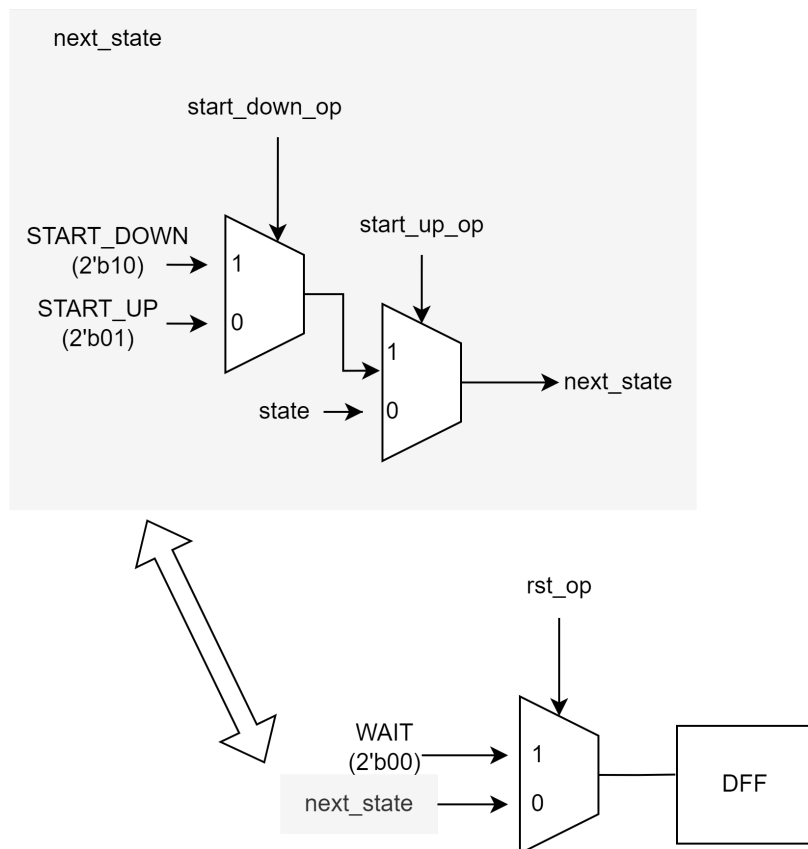 next_state
start_down_op
start_up_op
START_DOWN
(2'b10)
1
START_UP
(2'b01)
0
1
state
0
next_state
rst_op
WAIT
(2'b00)
1
next_state
0
DFF